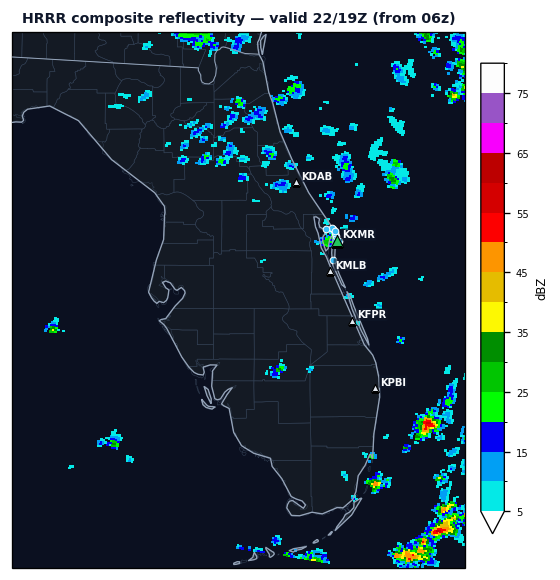 HRRR composite reflectivity — valid 22/19Z (from 06z)
KDAB
KXMR
KMLB
KFPR
KPBI
75
65
55
45
35
25
15
5
dBZ